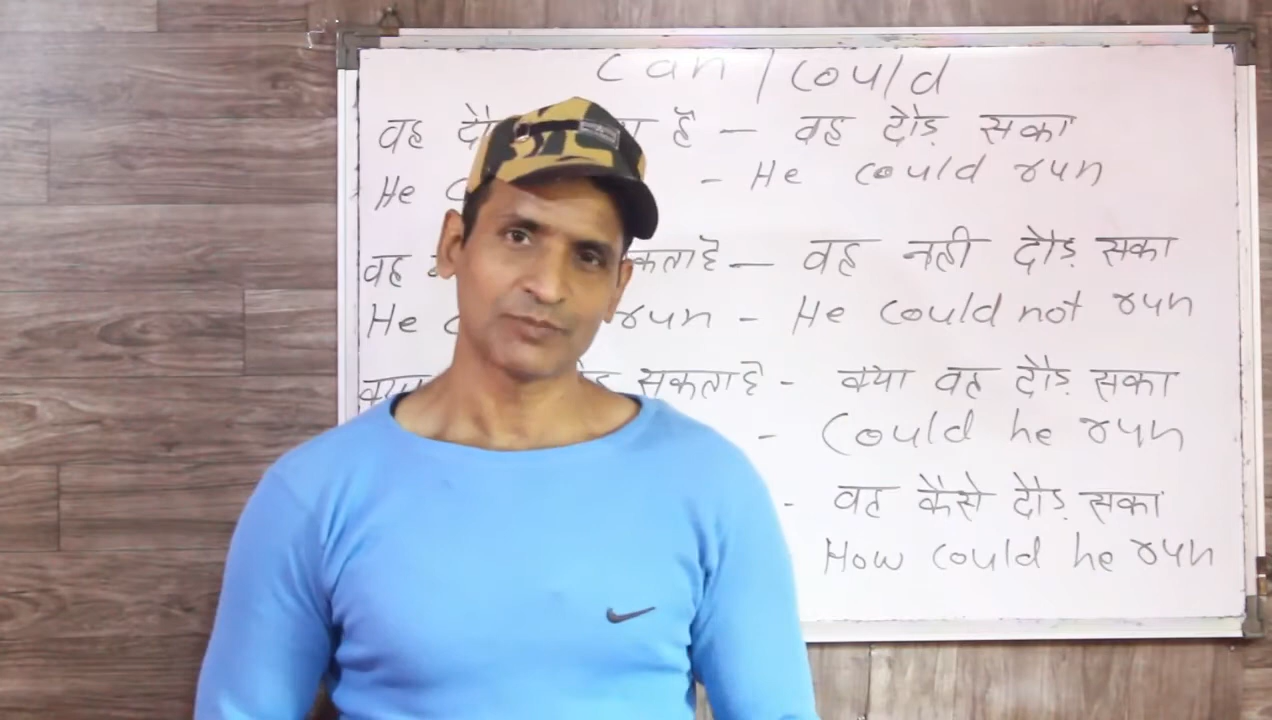 Can / Could
वह है — वह दौड़ सका
He - He could run
वह — वह नही दौड़ सका
He run - He could not run
सकता है - क्या वह दौड़ सका
- Could he run
- वह कैसे दौड़ सका
How could he run